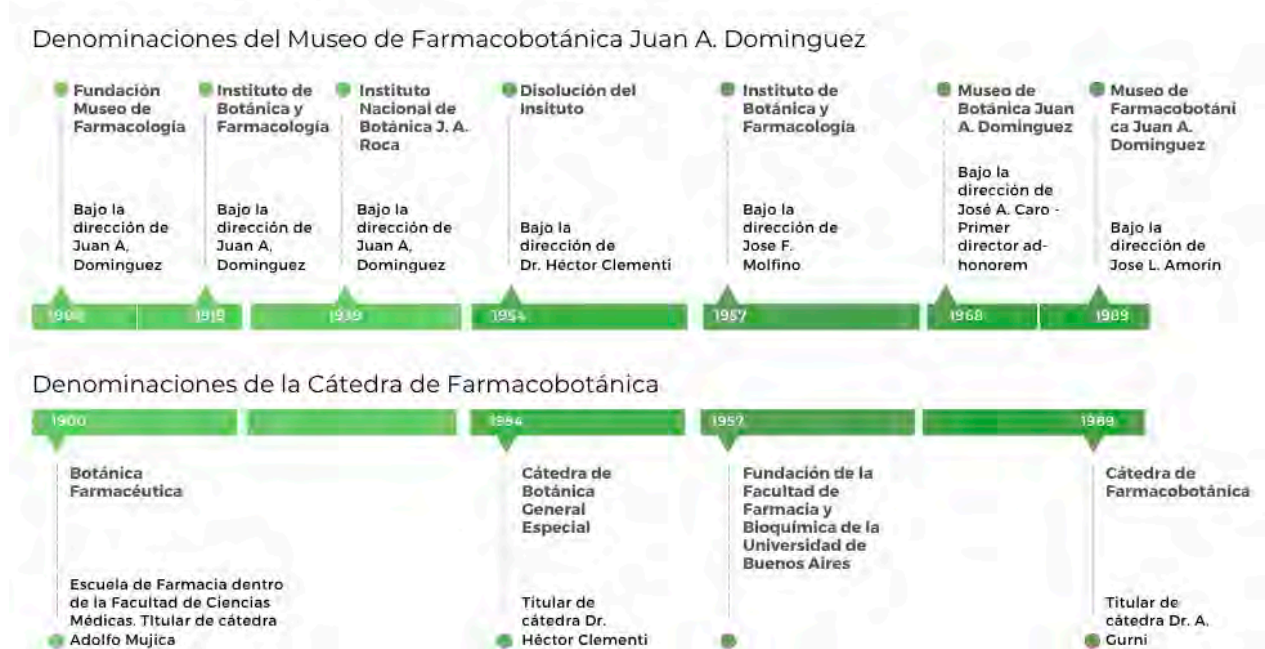 Denominaciones del Museo de Farmacobotánica Juan A. Dominguez
Fundación
Museo de
Farmacología
Bajo la
dirección de
Juan A,
Dominguez
1900
Instituto de
Botánica y
Farmacología
Bajo la
dirección de
Juan A,
Dominguez
Instituto
Nacional de
Botánica J. A.
Roca
Bajo la
dirección de
Juan A,
Dominguez
1939
Disolución del
Insituto
Bajo la
dirección de
Dr. Héctor Clementi
1954
Instituto de
Botánica y
Farmacología
Bajo la
dirección de
Jose F.
Molfino
1957
Museo de
Botánica Juan
A. Dominguez
Bajo la
dirección de
José A. Caro -
Primer
director ad-
honorem
1968
Museo de
Farmacobotáni
ca Juan A.
Dominguez
Bajo la
dirección de
Jose L. Amorín
1989
Denominaciones de la Cátedra de Farmacobotánica
1900
Botánica
Farmacéutica
Escuela de Farmacia dentro
de la Facultad de Ciencias
Médicas. Titular de cátedra
Adolfo Mujica
1954
Cátedra de
Botánica
General
Especial
Titular de
cátedra Dr.
Héctor Clementi
1957
Fundación de la
Facultad de
Farmacia y
Bioquímica de la
Universidad de
Buenos Aires
1989
Cátedra de
Farmacobotánica
Titular de
cátedra Dr. A.
Gurni